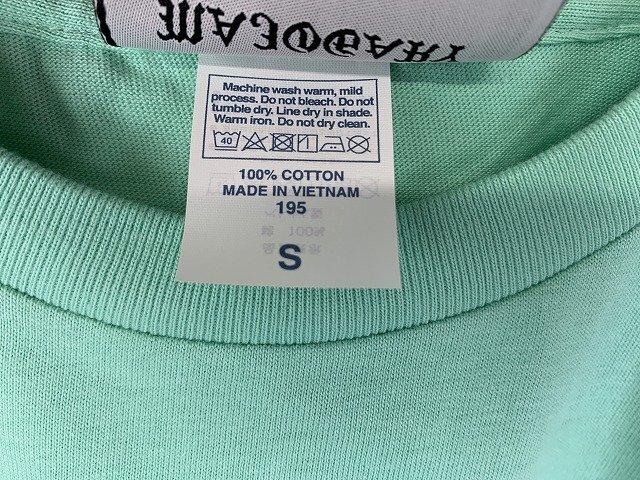 Machine wash warm, mild
process. Do not bleach. Do not
tumble dry. Line dry in shade.
Warm iron. Do not dry clean.
40
100% COTTON
MADE IN VIETNAM
195
S